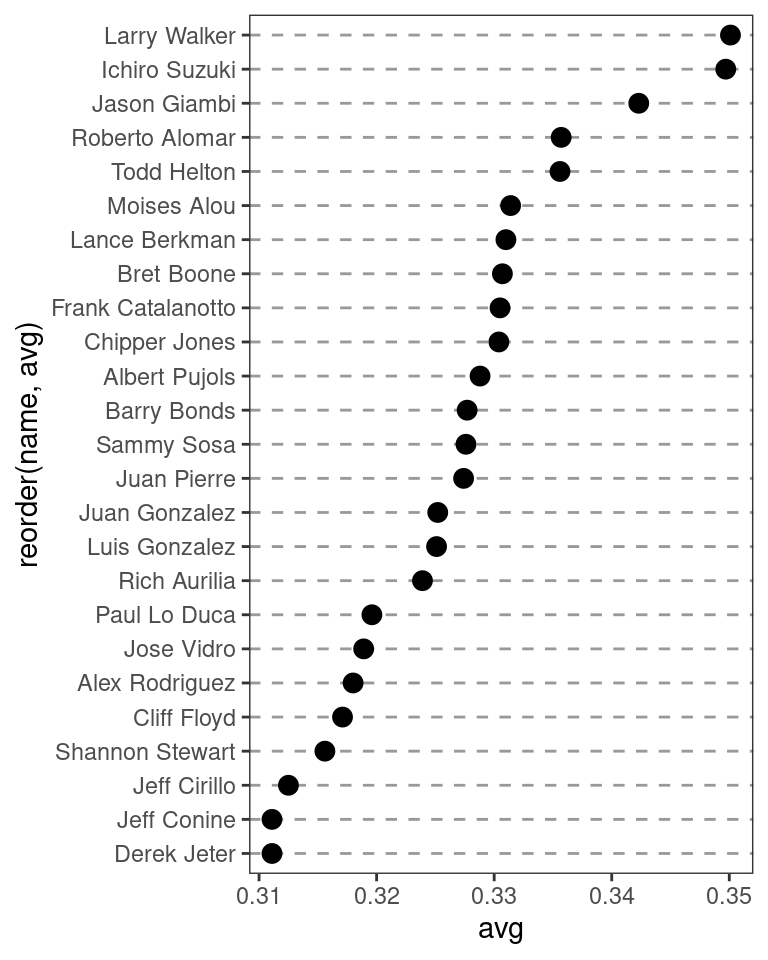 Larry Walker
Ichiro Suzuki
Jason Giambi
Roberto Alomar
Todd Helton
Moises Alou
Lance Berkman
Bret Boone
Frank Catalanotto
Chipper Jones
Albert Pujols
Barry Bonds
Sammy Sosa
Juan Pierre
Juan Gonzalez
Luis Gonzalez
Rich Aurilia
Paul Lo Duca
Jose Vidro
Alex Rodriguez
Cliff Floyd
Shannon Stewart
Jeff Cirillo
Jeff Conine
Derek Jeter
reorder(name, avg)
0.31 0.32 0.33 0.34 0.35
avg